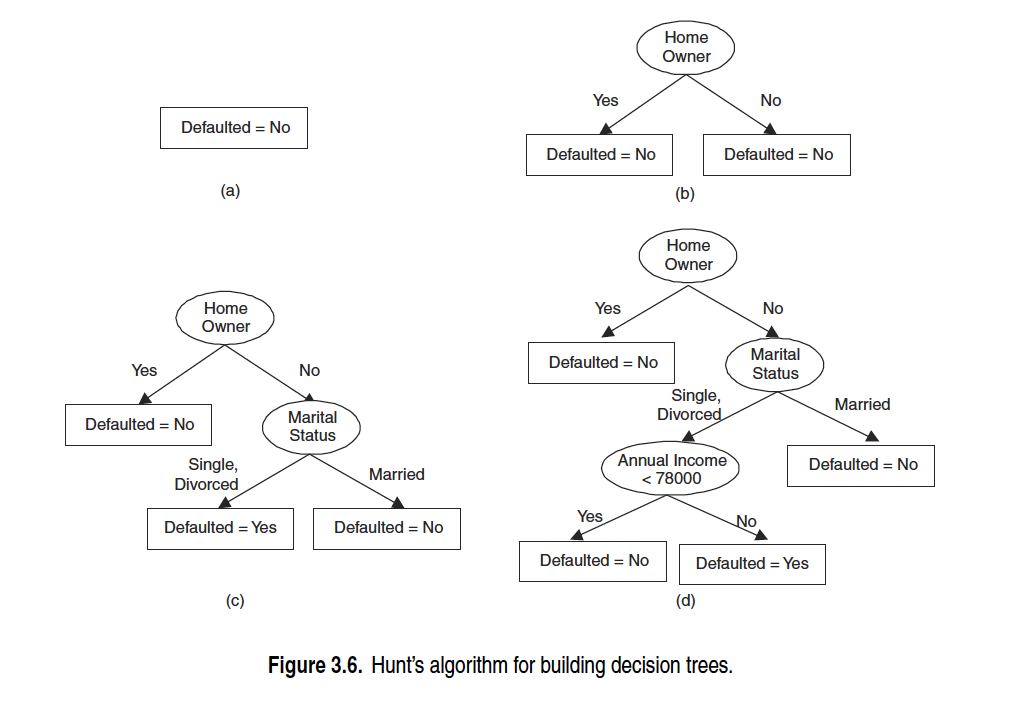 Defaulted = No
(a)
Home
Owner
Yes
No
Defaulted = No
Defaulted = No
(b)
Home
Owner
Yes
No
Defaulted = No
Marital
Status
Single,
Divorced
Married
Defaulted = Yes
Defaulted = No
(c)
Home
Owner
Yes
No
Defaulted = No
Marital
Status
Single,
Divorced
Married
Annual Income
< 78000
Defaulted = No
Yes
No
Defaulted = No
Defaulted = Yes
(d)
Figure 3.6. Hunt's algorithm for building decision trees.